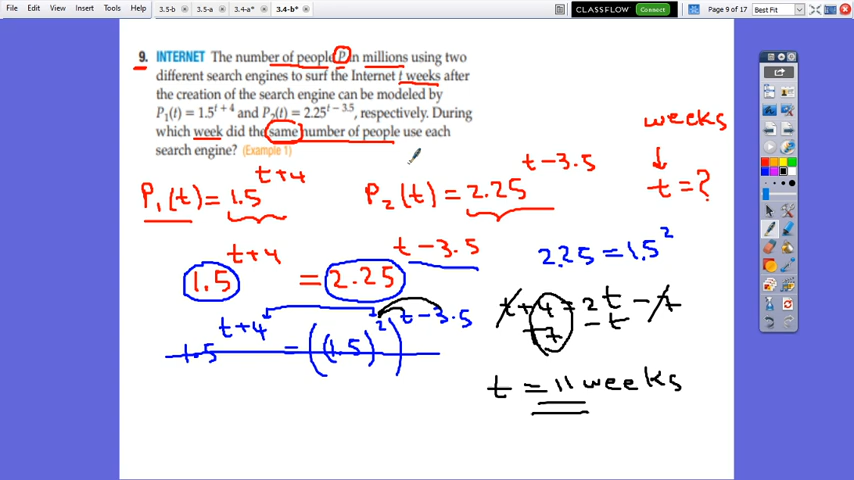 File Edit View Insert Tools Help
3.5-b 3.5-a 3.4-a* 3.4-b*
CLASSFLOW Connect
Page 9 of 17 Best Fit
9. INTERNET The number of people P in millions using two
different search engines to surf the Internet t weeks after
the creation of the search engine can be modeled by
P₁(t) = 1.5^{t + 4} and P₂(t) = 2.25^{t − 3.5}, respectively. During
which week did the same number of people use each
search engine? (Example 1)
weeks
t = ?
P₁(t) = 1.5^{t+4}
P₂(t) = 2.25^{t−3.5}
1.5^{t+4} = 2.25^{t−3.5}
2.25 = 1.5²
1.5^{t+4} = ((1.5)²)^{t−3.5}
t + 4 = 2t − 7
+7 − t
t = 11 weeks